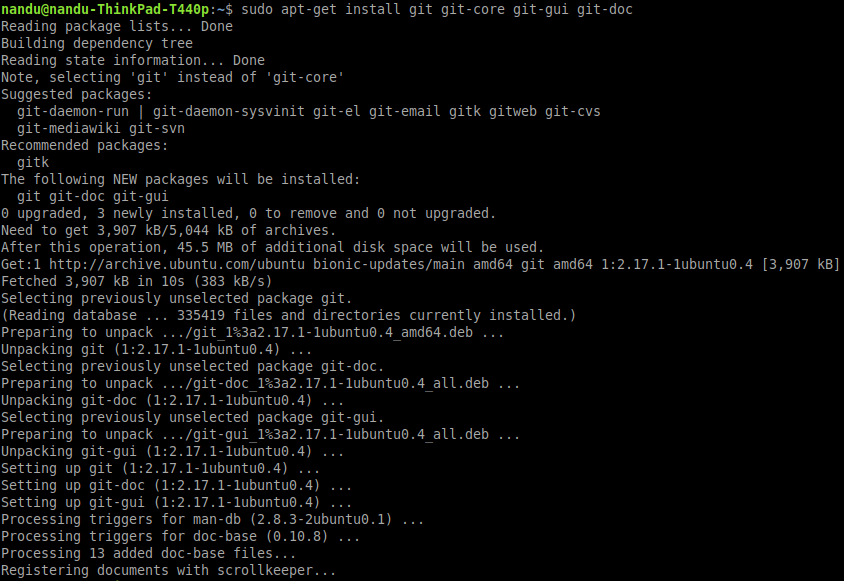 nandu@nandu-ThinkPad-T440p:~$ sudo apt-get install git git-core git-gui git-doc
Reading package lists... Done
Building dependency tree
Reading state information... Done
Note, selecting 'git' instead of 'git-core'
Suggested packages:
  git-daemon-run | git-daemon-sysvinit git-el git-email gitk gitweb git-cvs
  git-mediawiki git-svn
Recommended packages:
  gitk
The following NEW packages will be installed:
  git git-doc git-gui
0 upgraded, 3 newly installed, 0 to remove and 0 not upgraded.
Need to get 3,907 kB/5,044 kB of archives.
After this operation, 45.5 MB of additional disk space will be used.
Get:1 http://archive.ubuntu.com/ubuntu bionic-updates/main amd64 git amd64 1:2.17.1-1ubuntu0.4 [3,907 kB]
Fetched 3,907 kB in 10s (383 kB/s)
Selecting previously unselected package git.
(Reading database ... 335419 files and directories currently installed.)
Preparing to unpack .../git_1%3a2.17.1-1ubuntu0.4_amd64.deb ...
Unpacking git (1:2.17.1-1ubuntu0.4) ...
Selecting previously unselected package git-doc.
Preparing to unpack .../git-doc_1%3a2.17.1-1ubuntu0.4_all.deb ...
Unpacking git-doc (1:2.17.1-1ubuntu0.4) ...
Selecting previously unselected package git-gui.
Preparing to unpack .../git-gui_1%3a2.17.1-1ubuntu0.4_all.deb ...
Unpacking git-gui (1:2.17.1-1ubuntu0.4) ...
Setting up git (1:2.17.1-1ubuntu0.4) ...
Setting up git-doc (1:2.17.1-1ubuntu0.4) ...
Setting up git-gui (1:2.17.1-1ubuntu0.4) ...
Processing triggers for man-db (2.8.3-2ubuntu0.1) ...
Processing triggers for doc-base (0.10.8) ...
Processing 13 added doc-base files...
Registering documents with scrollkeeper...